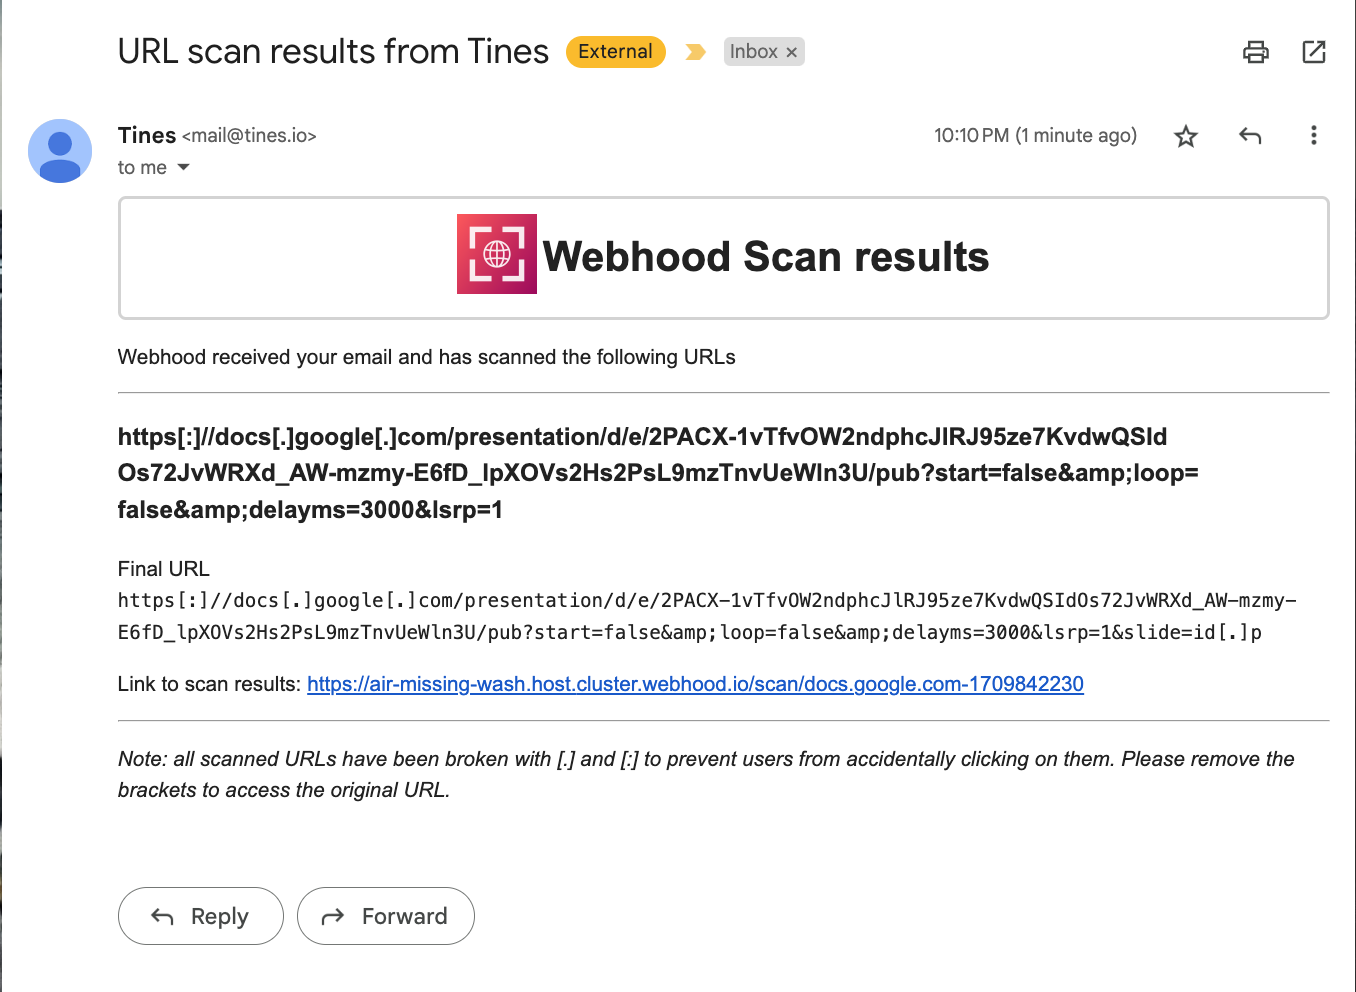 URL scan results from Tines External Inbox ×
Tines <mail@tines.io> 10:10 PM (1 minute ago)
to me
Webhood Scan results
Webhood received your email and has scanned the following URLs
https[:]//docs[.]google[.]com/presentation/d/e/2PACX-1vTfvOW2ndphcJlRJ95ze7KvdwQSId
Os72JvWRXd_AW-mzmy-E6fD_lpXOVs2Hs2PsL9mzTnvUeWln3U/pub?start=false&amp;loop=
false&amp;delayms=3000&lsrp=1
Final URL
https[:]//docs[.]google[.]com/presentation/d/e/2PACX-1vTfvOW2ndphcJlRJ95ze7KvdwQSIdOs72JvWRXd_AW-mzmy-
E6fD_lpXOVs2Hs2PsL9mzTnvUeWln3U/pub?start=false&amp;loop=false&amp;delayms=3000&lsrp=1&slide=id[.]p
Link to scan results: https://air-missing-wash.host.cluster.webhood.io/scan/docs.google.com-1709842230
Note: all scanned URLs have been broken with [.] and [:] to prevent users from accidentally clicking on them. Please remove the
brackets to access the original URL.
Reply Forward